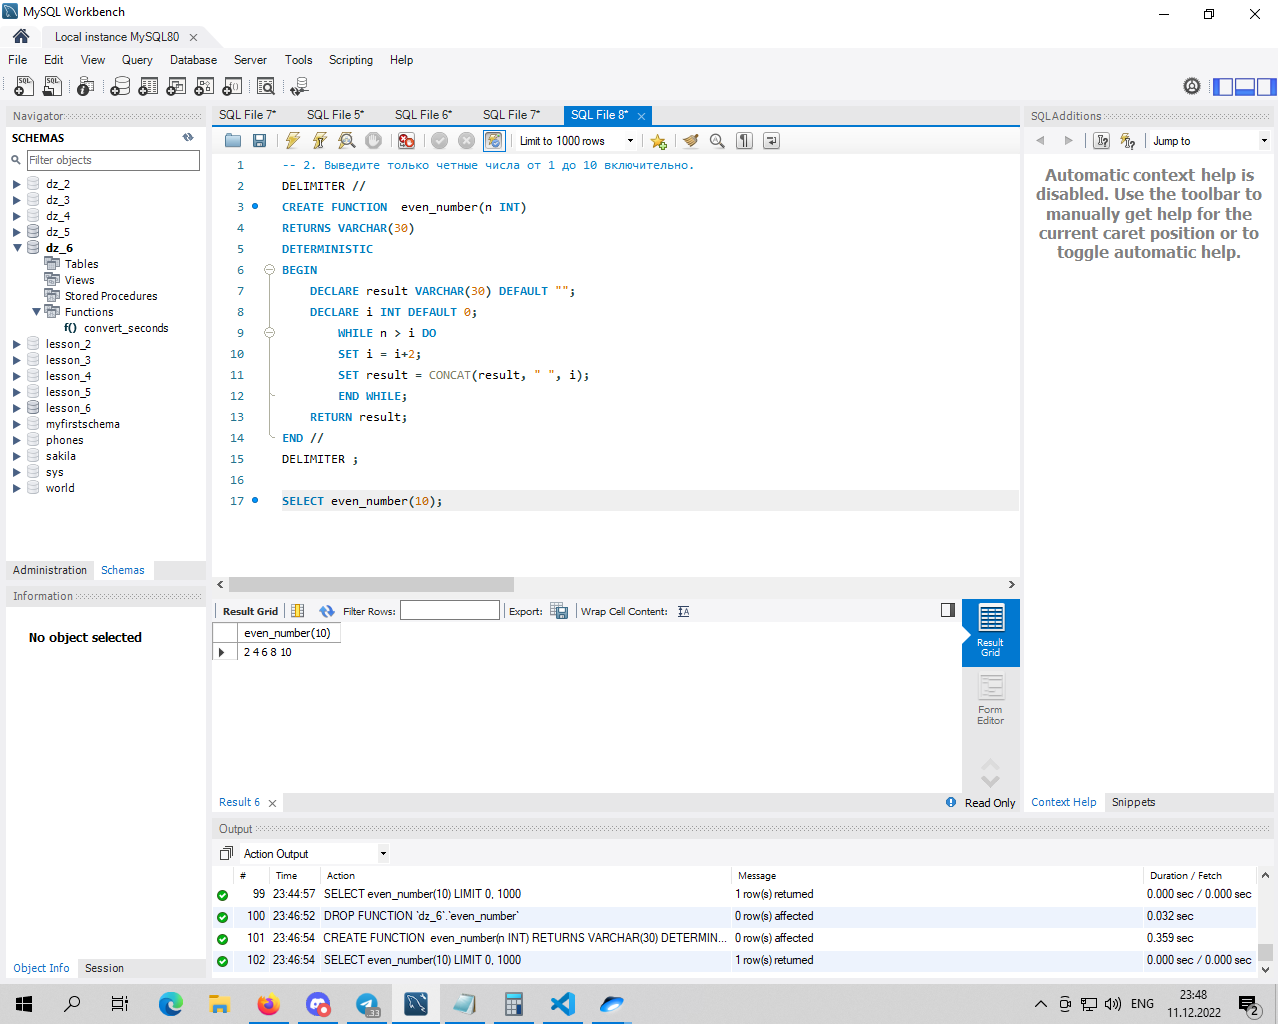 MySQL Workbench
Local instance MySQL80
File Edit View Query Database Server Tools Scripting Help
Navigator
SCHEMAS
Filter objects
dz_2
dz_3
dz_4
dz_5
dz_6
Tables
Views
Stored Procedures
Functions
f() convert_seconds
lesson_2
lesson_3
lesson_4
lesson_5
lesson_6
myfirstschema
phones
sakila
sys
world
Administration Schemas
Information
No object selected
Object Info Session
SQL File 7* SQL File 5* SQL File 6* SQL File 7* SQL File 8*
Limit to 1000 rows
1 -- 2. Выведите только четные числа от 1 до 10 включительно.
2 DELIMITER //
3 CREATE FUNCTION  even_number(n INT)
4 RETURNS VARCHAR(30)
5 DETERMINISTIC
6 BEGIN
7 DECLARE result VARCHAR(30) DEFAULT "";
8 DECLARE i INT DEFAULT 0;
9 WHILE n > i DO
10 SET i = i+2;
11 SET result = CONCAT(result, " ", i);
12 END WHILE;
13 RETURN result;
14 END //
15 DELIMITER ;
16
17 SELECT even_number(10);
Result Grid Filter Rows: Export: Wrap Cell Content:
even_number(10)
2 4 6 8 10
Result Grid
Form Editor
Result 6
Read Only
SQLAdditions
Jump to
Automatic context help is
disabled. Use the toolbar to
manually get help for the
current caret position or to
toggle automatic help.
Context Help Snippets
Output
Action Output
# Time Action Message Duration / Fetch
99 23:44:57 SELECT even_number(10) LIMIT 0, 1000 1 row(s) returned 0.000 sec / 0.000 sec
100 23:46:52 DROP FUNCTION `dz_6`.`even_number` 0 row(s) affected 0.032 sec
101 23:46:54 CREATE FUNCTION  even_number(n INT) RETURNS VARCHAR(30) DETERMIN... 0 row(s) affected 0.359 sec
102 23:46:54 SELECT even_number(10) LIMIT 0, 1000 1 row(s) returned 0.000 sec / 0.000 sec
33
ENG
23:48
11.12.2022
2